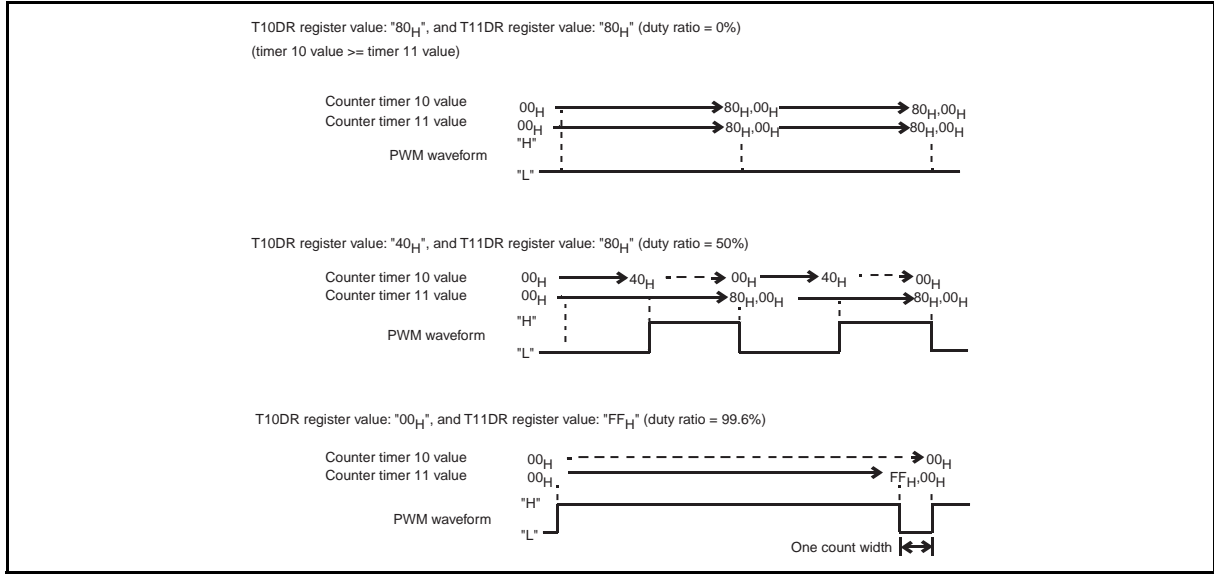 T10DR register value: "80H", and T11DR register value: "80H" (duty ratio = 0%)
(timer 10 value >= timer 11 value)
Counter timer 10 value 00H 80H,00H 80H,00H
Counter timer 11 value 00H 80H,00H 80H,00H
"H"
PWM waveform
"L"
T10DR register value: "40H", and T11DR register value: "80H" (duty ratio = 50%)
Counter timer 10 value 00H 40H 00H 40H 00H
Counter timer 11 value 00H 80H,00H 80H,00H
"H"
PWM waveform
"L"
T10DR register value: "00H", and T11DR register value: "FFH" (duty ratio = 99.6%)
Counter timer 10 value 00H 00H
Counter timer 11 value 00H FFH,00H
"H"
PWM waveform
"L"
One count width